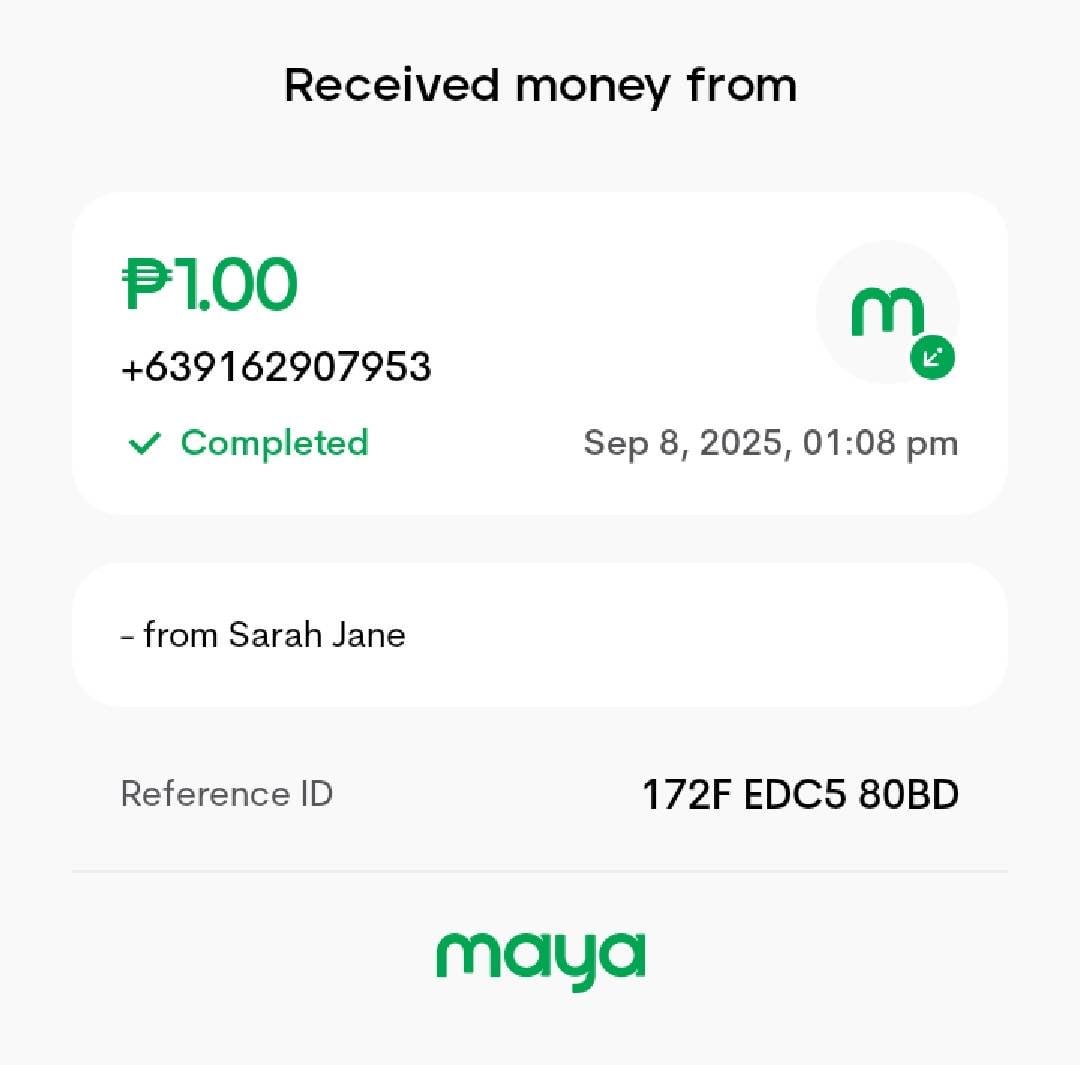 Received money from
₱1.00
m
+639162907953
Completed
Sep 8, 2025, 01:08 pm
- from Sarah Jane
Reference ID
172F EDC5 80BD
maya